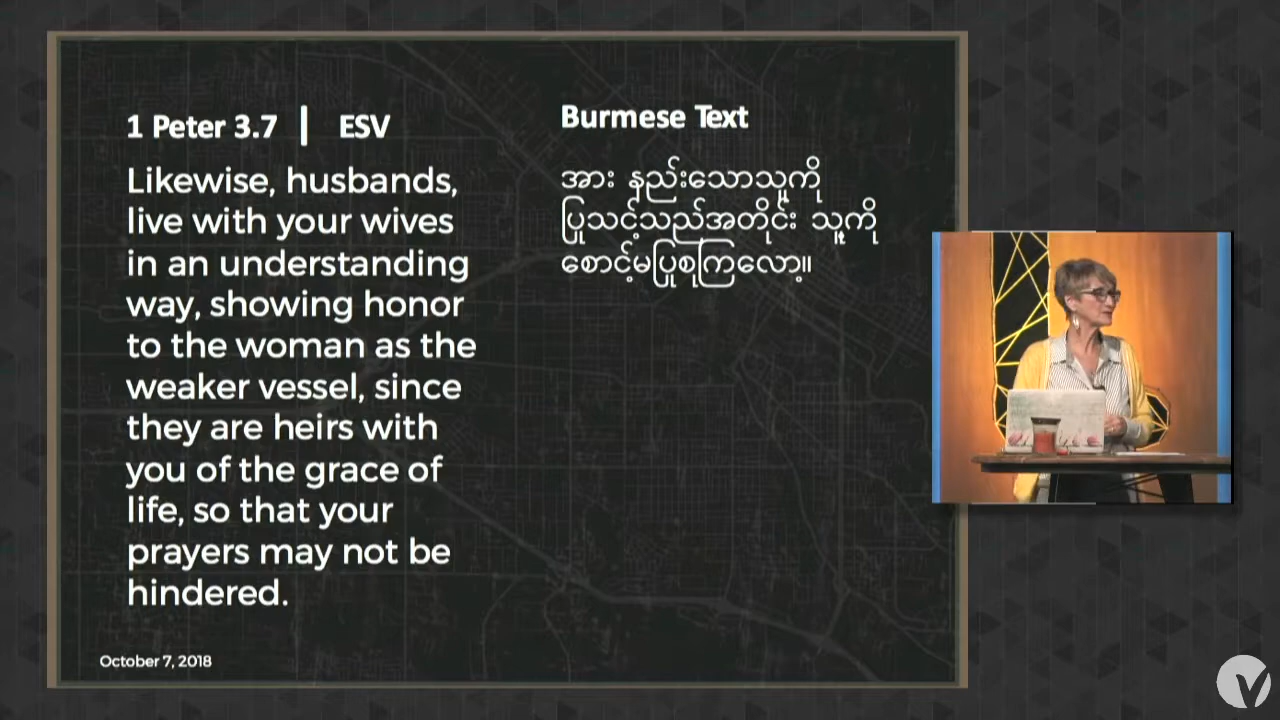 1 Peter 3.7 | ESV
Likewise, husbands,
live with your wives
in an understanding
way, showing honor
to the woman as the
weaker vessel, since
they are heirs with
you of the grace of
life, so that your
prayers may not be
hindered.
Burmese Text
အား နည်းသောသူကို
ပြုသင့်သည်အတိုင်း သူ့ကို
စောင့်မပြုစုကြလော့။
October 7, 2018